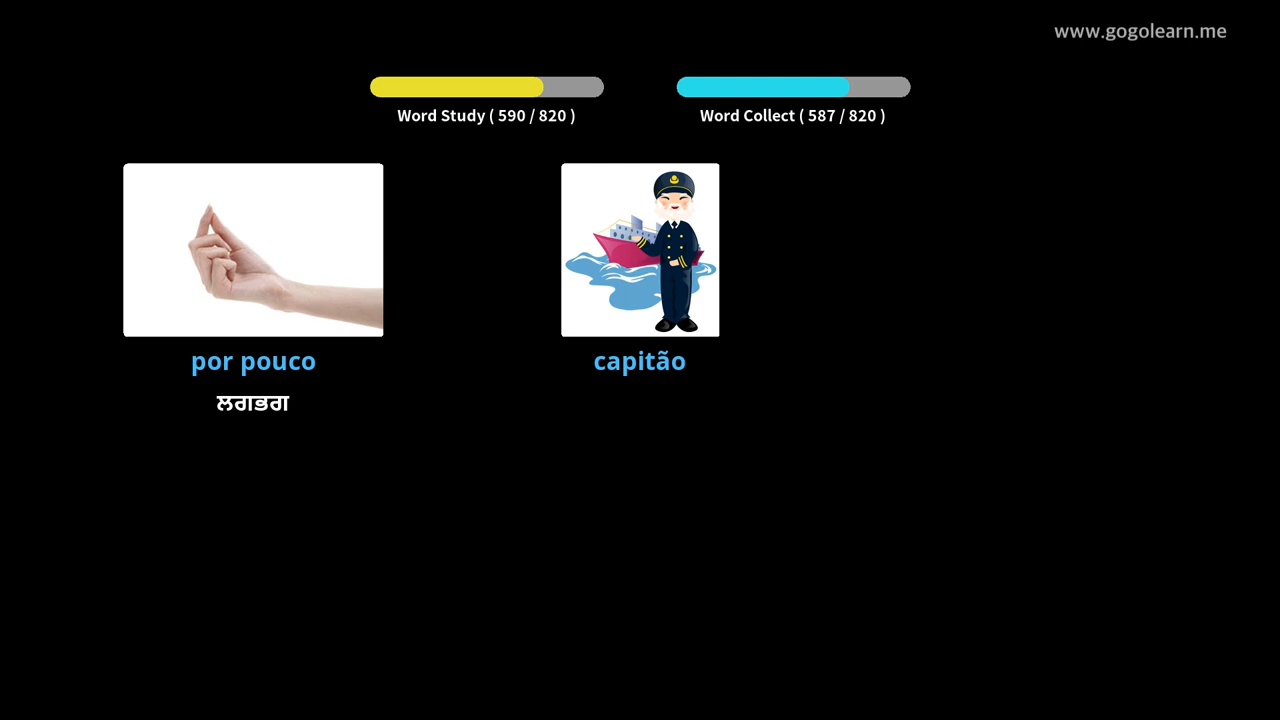 www.gogolearn.me
Word Study ( 590 / 820 )
Word Collect ( 587 / 820 )
por pouco
capitão
ਲਗਭਗ